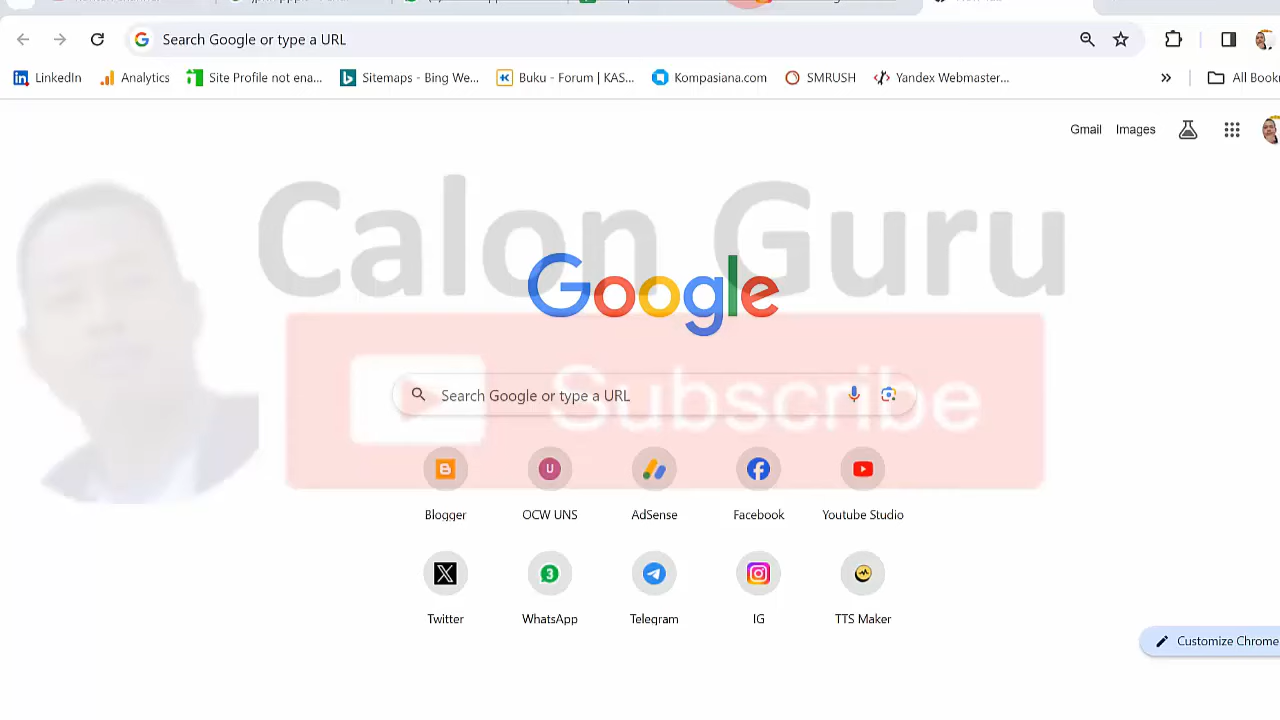 Search Google or type a URL
LinkedIn Analytics Site Profile not ena... Sitemaps - Bing We... Buku - Forum | KAS... Kompasiana.com SMRUSH Yandex Webmaster... » All Book
Gmail Images
Calon Guru
Google
Subscribe
Search Google or type a URL
Blogger OCW UNS AdSense Facebook Youtube Studio
Twitter WhatsApp Telegram IG TTS Maker
Customize Chrome